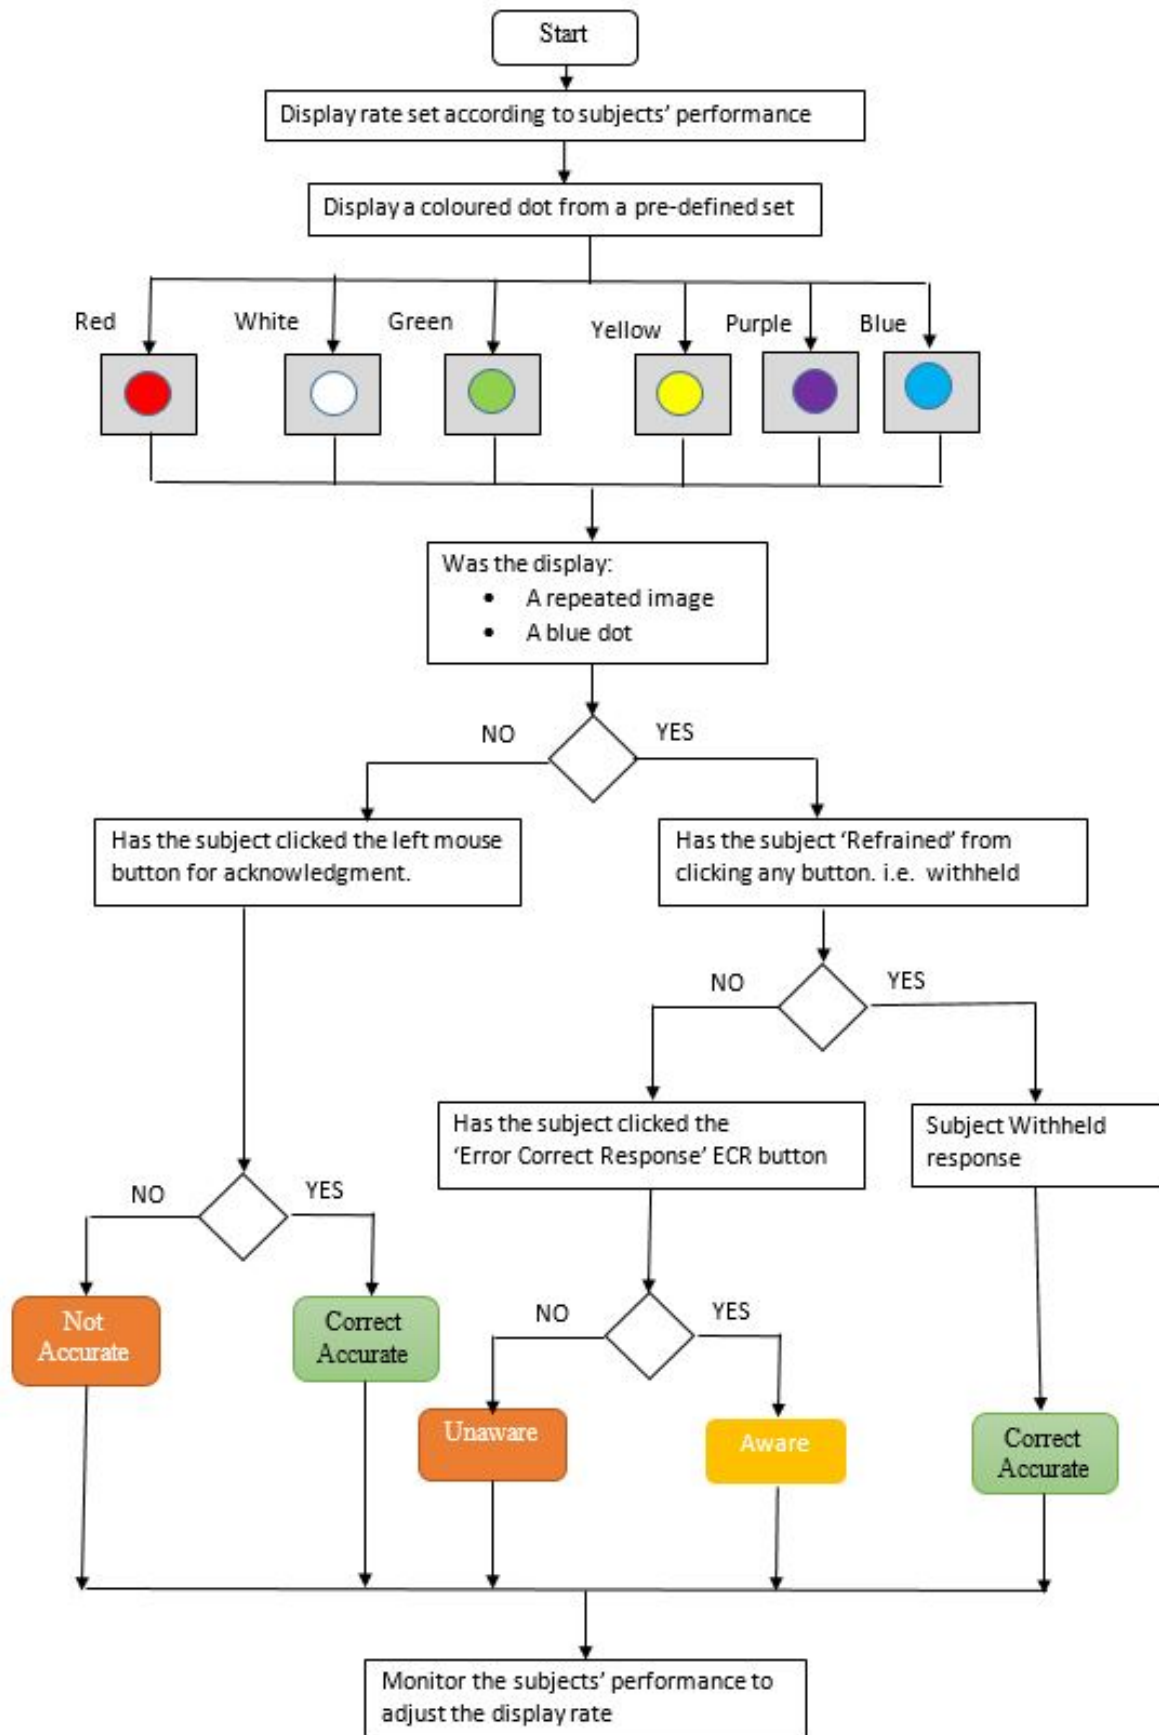 Start
Display rate set according to subjects’ performance
Display a coloured dot from a pre-defined set
Red
White
Green
Yellow
Purple
Blue
Was the display:
• A repeated image
• A blue dot
NO
YES
Has the subject clicked the left mouse
button for acknowledgment.
Has the subject ‘Refrained’ from
clicking any button. i.e. withheld
NO
YES
Has the subject clicked the
‘Error Correct Response’ ECR button
Subject Withheld
response
NO
YES
Not
Accurate
Correct
Accurate
NO
YES
Unaware
Aware
Correct
Accurate
Monitor the subjects’ performance to
adjust the display rate